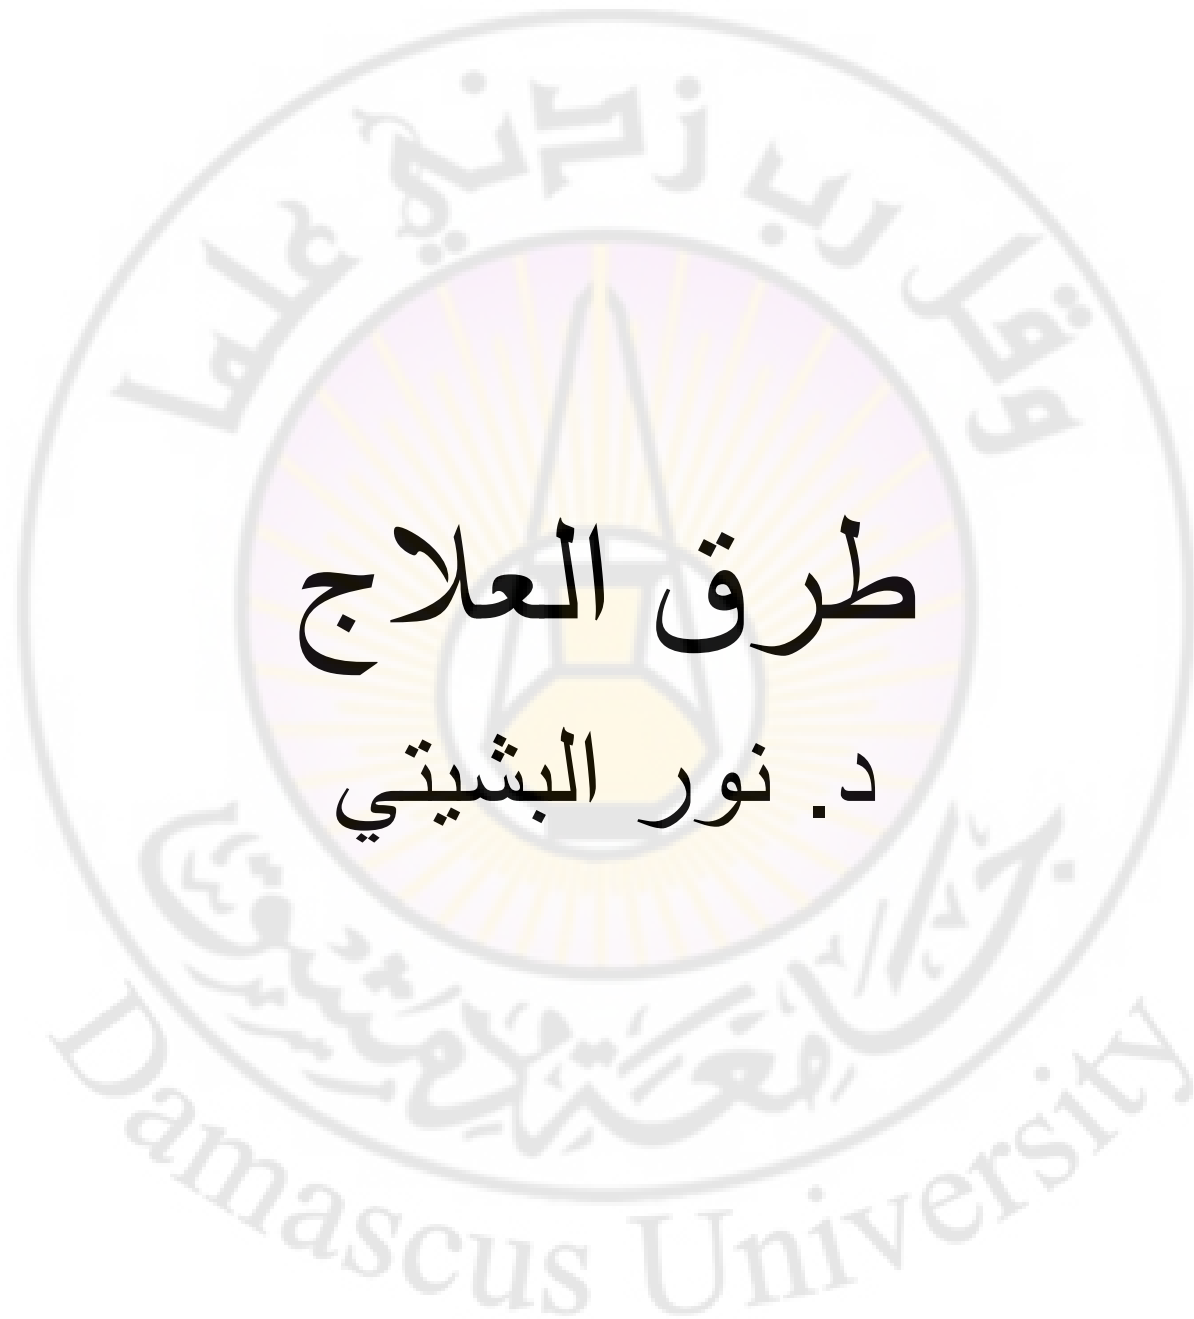 وقل رب زدني علما
طرق العلاج
د. نور البشيتي
جامعة دمشق
Damascus University